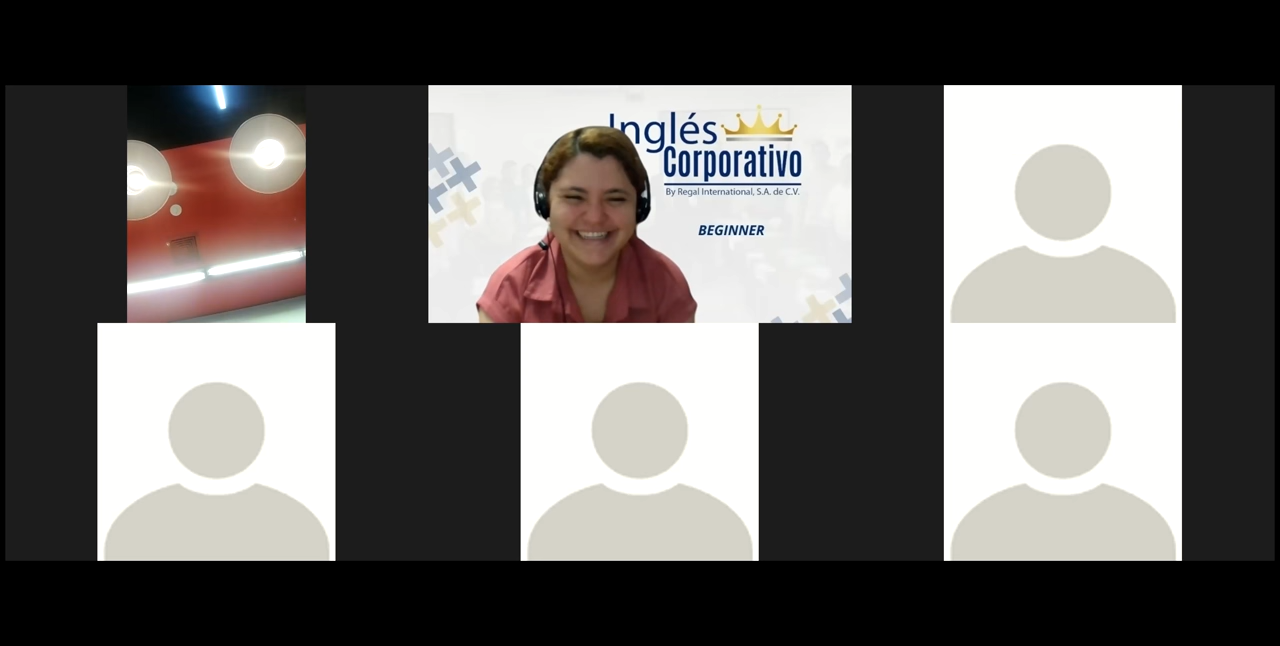 Inglés
Corporativo
By Regal International, S.A. de C.V.
BEGINNER